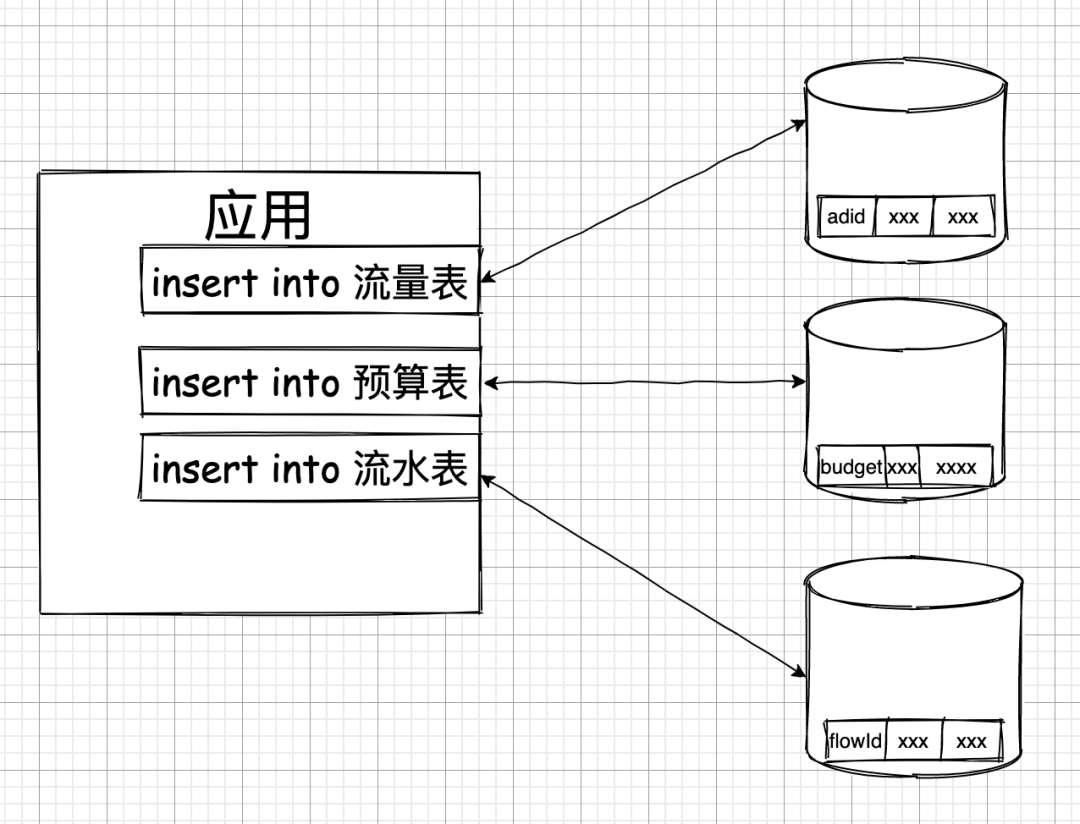 应用
insert into 流量表
insert into 预算表
insert into 流水表
adid xxx xxx
budget xxx xxxx
flowId xxx xxx